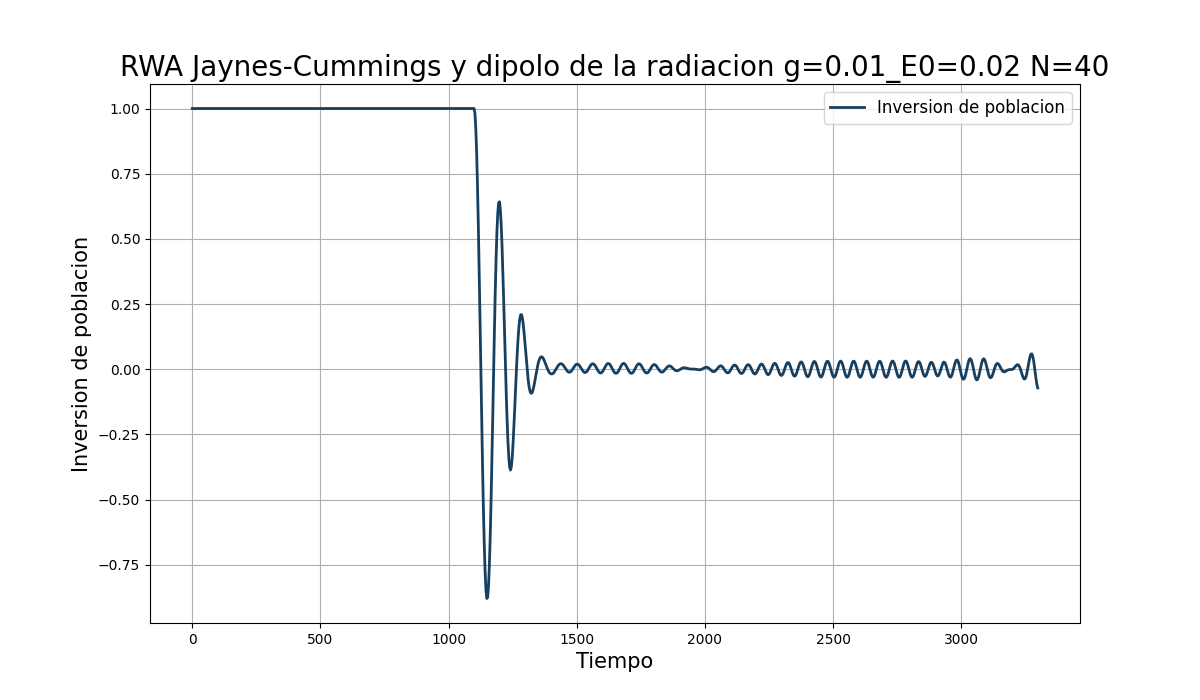 RWA Jaynes-Cummings y dipolo de la radiacion g=0.01_E0=0.02 N=40
Inversion de poblacion
1.00
0.75
0.50
0.25
0.00
−0.25
−0.50
−0.75
Inversion de poblacion
0 500 1000 1500 2000 2500 3000
Tiempo